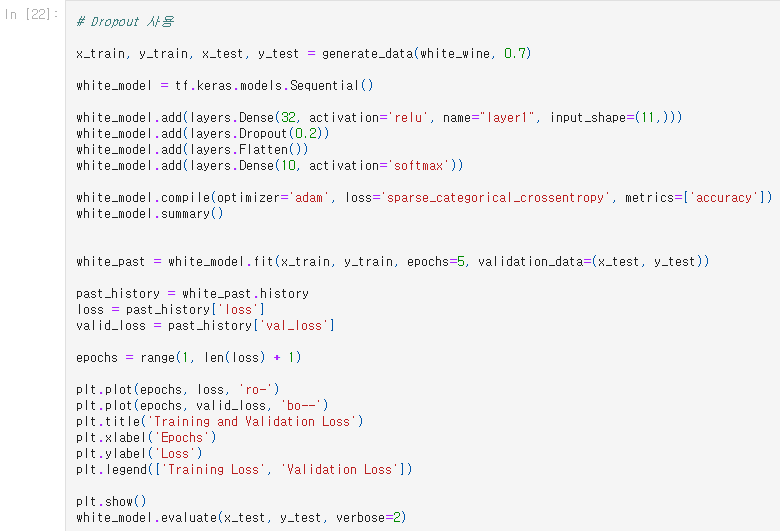 In [22]:
# Dropout 사용
x_train, y_train, x_test, y_test = generate_data(white_wine, 0.7)
white_model = tf.keras.models.Sequential()
white_model.add(layers.Dense(32, activation='relu', name="layer1", input_shape=(11,)))
white_model.add(layers.Dropout(0.2))
white_model.add(layers.Flatten())
white_model.add(layers.Dense(10, activation='softmax'))
white_model.compile(optimizer='adam', loss='sparse_categorical_crossentropy', metrics=['accuracy'])
white_model.summary()
white_past = white_model.fit(x_train, y_train, epochs=5, validation_data=(x_test, y_test))
past_history = white_past.history
loss = past_history['loss']
valid_loss = past_history['val_loss']
epochs = range(1, len(loss) + 1)
plt.plot(epochs, loss, 'ro-')
plt.plot(epochs, valid_loss, 'bo--')
plt.title('Training and Validation Loss')
plt.xlabel('Epochs')
plt.ylabel('Loss')
plt.legend(['Training Loss', 'Validation Loss'])
plt.show()
white_model.evaluate(x_test, y_test, verbose=2)